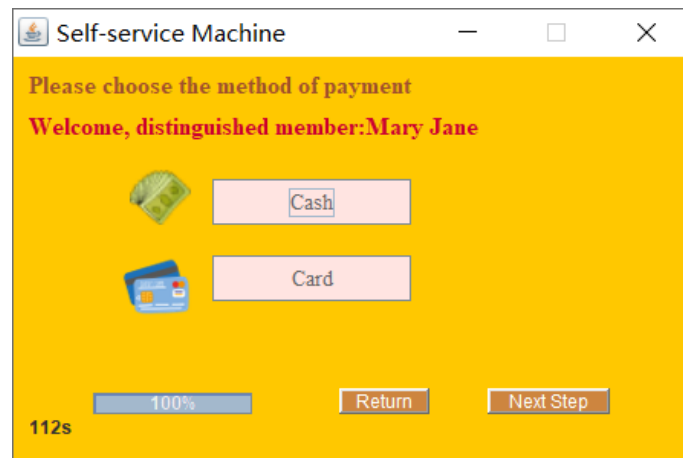 Self-service Machine
Please choose the method of payment
Welcome, distinguished member:Mary Jane
Cash
Card
100%
Return
Next Step
112s